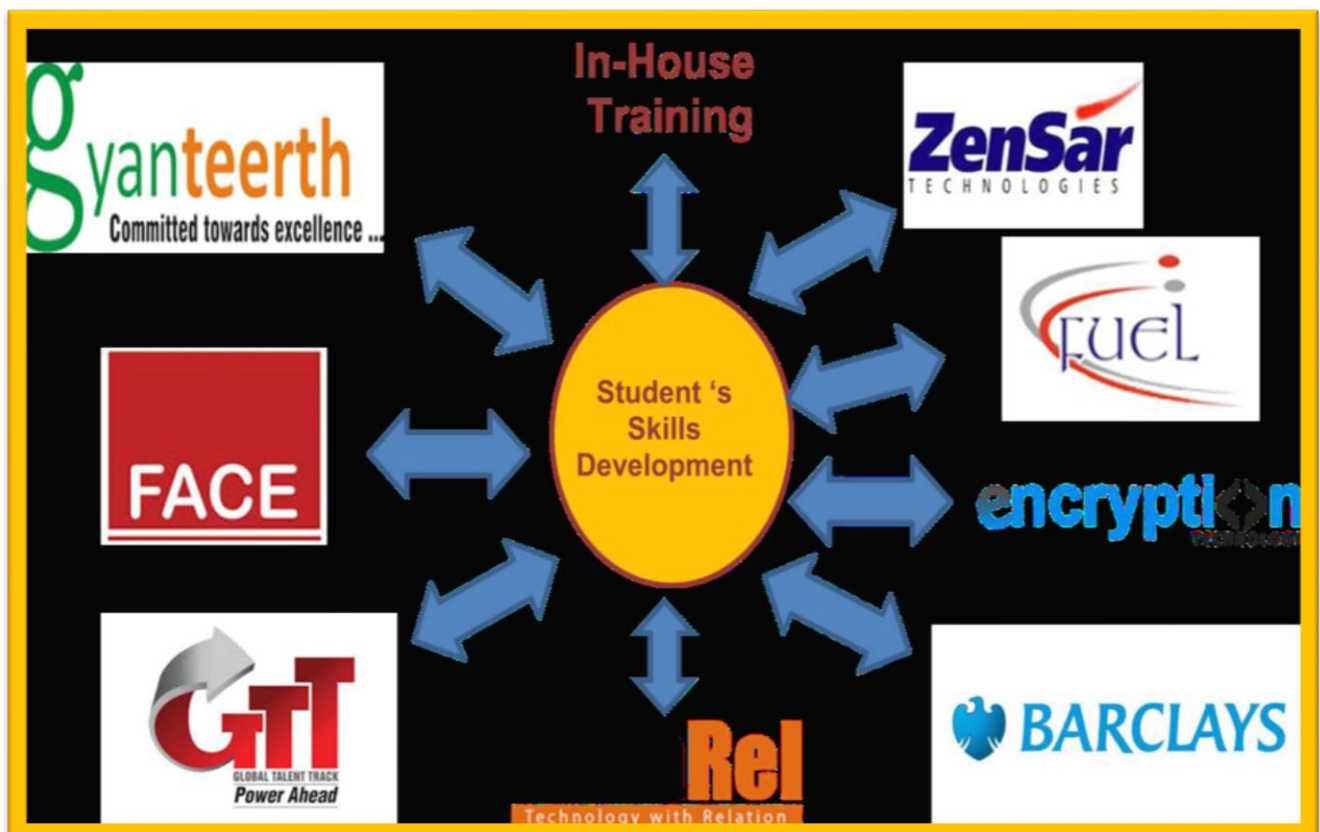 In-House
Training
gyanteerth
Committed towards excellence ...
ZenSar
TECHNOLOGIES
FUEL
Student ‘s
Skills
Development
FACE
encryption
TECHNOLOGY
GTT
GLOBAL TALENT TRACK
Power Ahead
Rel
Technology with Relation
BARCLAYS